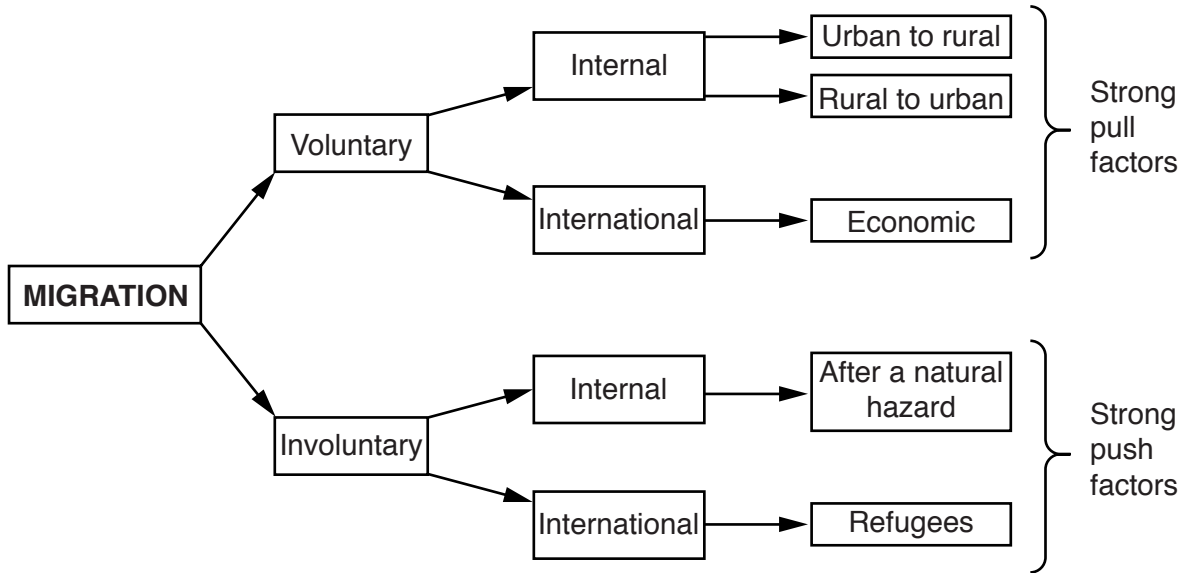 MIGRATION
Voluntary
Internal
Urban to rural
Rural to urban
International
Economic
Strong
pull
factors
Involuntary
Internal
After a natural
hazard
International
Refugees
Strong
push
factors